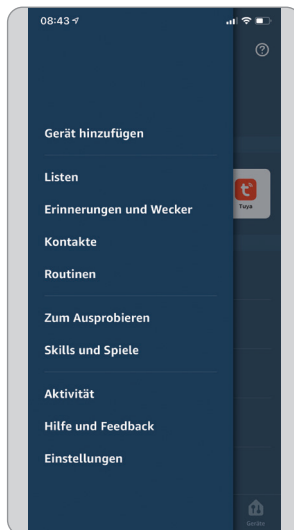 08:43
Gerät hinzufügen
Listen
Tuya
Erinnerungen und Wecker
Kontakte
Routinen
Zum Ausprobieren
Skills und Spiele
Aktivität
Hilfe und Feedback
Einstellungen
Geräte